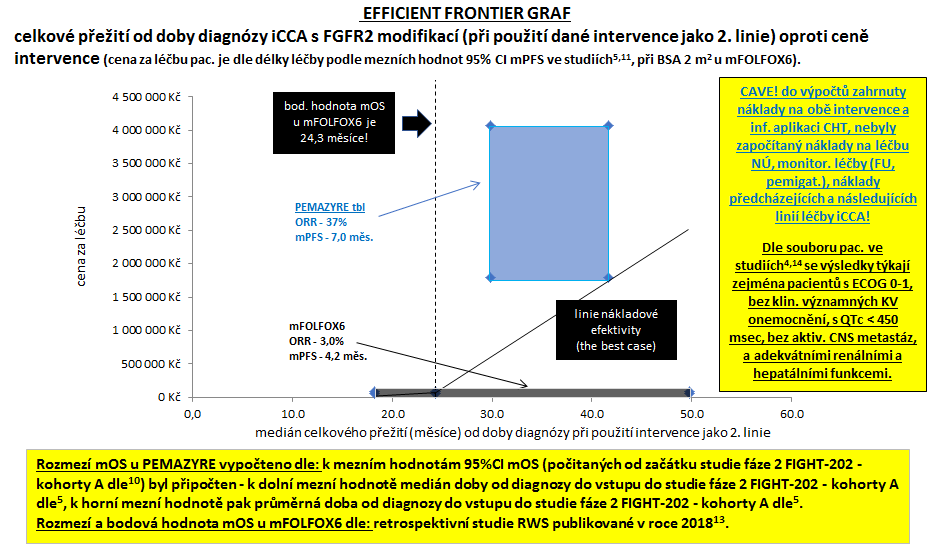 EFFICIENT FRONTIER GRAF
celkové přežití od doby diagnózy iCCA s FGFR2 modifikací (při použití dané intervence jako 2. linie) oproti ceně
intervence (cena za léčbu pac. je dle délky léčby podle mezních hodnot 95% CI mPFS ve studiích5,11, při BSA 2 m2 u mFOLFOX6).
4 500 000 Kč
4 000 000 Kč
3 500 000 Kč
3 000 000 Kč
2 500 000 Kč
2 000 000 Kč
1 500 000 Kč
1 000 000 Kč
500 000 Kč
0 Kč
cena za léčbu
bod. hodnota mOS
u mFOLFOX6 je
24,3 měsíce!
PEMAZYRE tbl
ORR - 37%
mPFS - 7,0 měs.
mFOLFOX6
ORR - 3,0%
mPFS - 4,2 měs.
linie nákladové
efektivity
(the best case)
0,0
10.0
20.0
30.0
40.0
50.0
60.0
medián celkového přežití (měsíce) od doby diagnózy při použití intervence jako 2. linie
CAVE! do výpočtů zahrnuty
náklady na obě intervence a
inf. aplikaci CHT, nebyly
započítaný náklady na léčbu
NÚ, monitor. léčby (FU,
pemigat.), náklady
předcházejících a následujících
linií léčby iCCA!
Dle souboru pac. ve
studiích4,14 se výsledky týkají
zejména pacientů s ECOG 0-1,
bez klin. významných KV
onemocnění, s QTc < 450
msec, bez aktiv. CNS metastáz,
a adekvátními renálními a
hepatálními funkcemi.
Rozmezí mOS u PEMAZYRE vypočteno dle: k mezním hodnotám 95%CI mOS (počitaných od začátku studie fáze 2 FIGHT-202 -
kohorty A dle10) byl připočten - k dolní mezní hodnotě medián doby od diagnozy do vstupu do studie fáze 2 FIGHT-202 - kohorty A
dle5, k horní mezní hodnotě pak průměrná doba od diagnozy do vstupu do studie fáze 2 FIGHT-202 - kohorty A dle5.
Rozmezí a bodová hodnota mOS u mFOLFOX6 dle: retrospektivní studie RWS publikované v roce 201813.